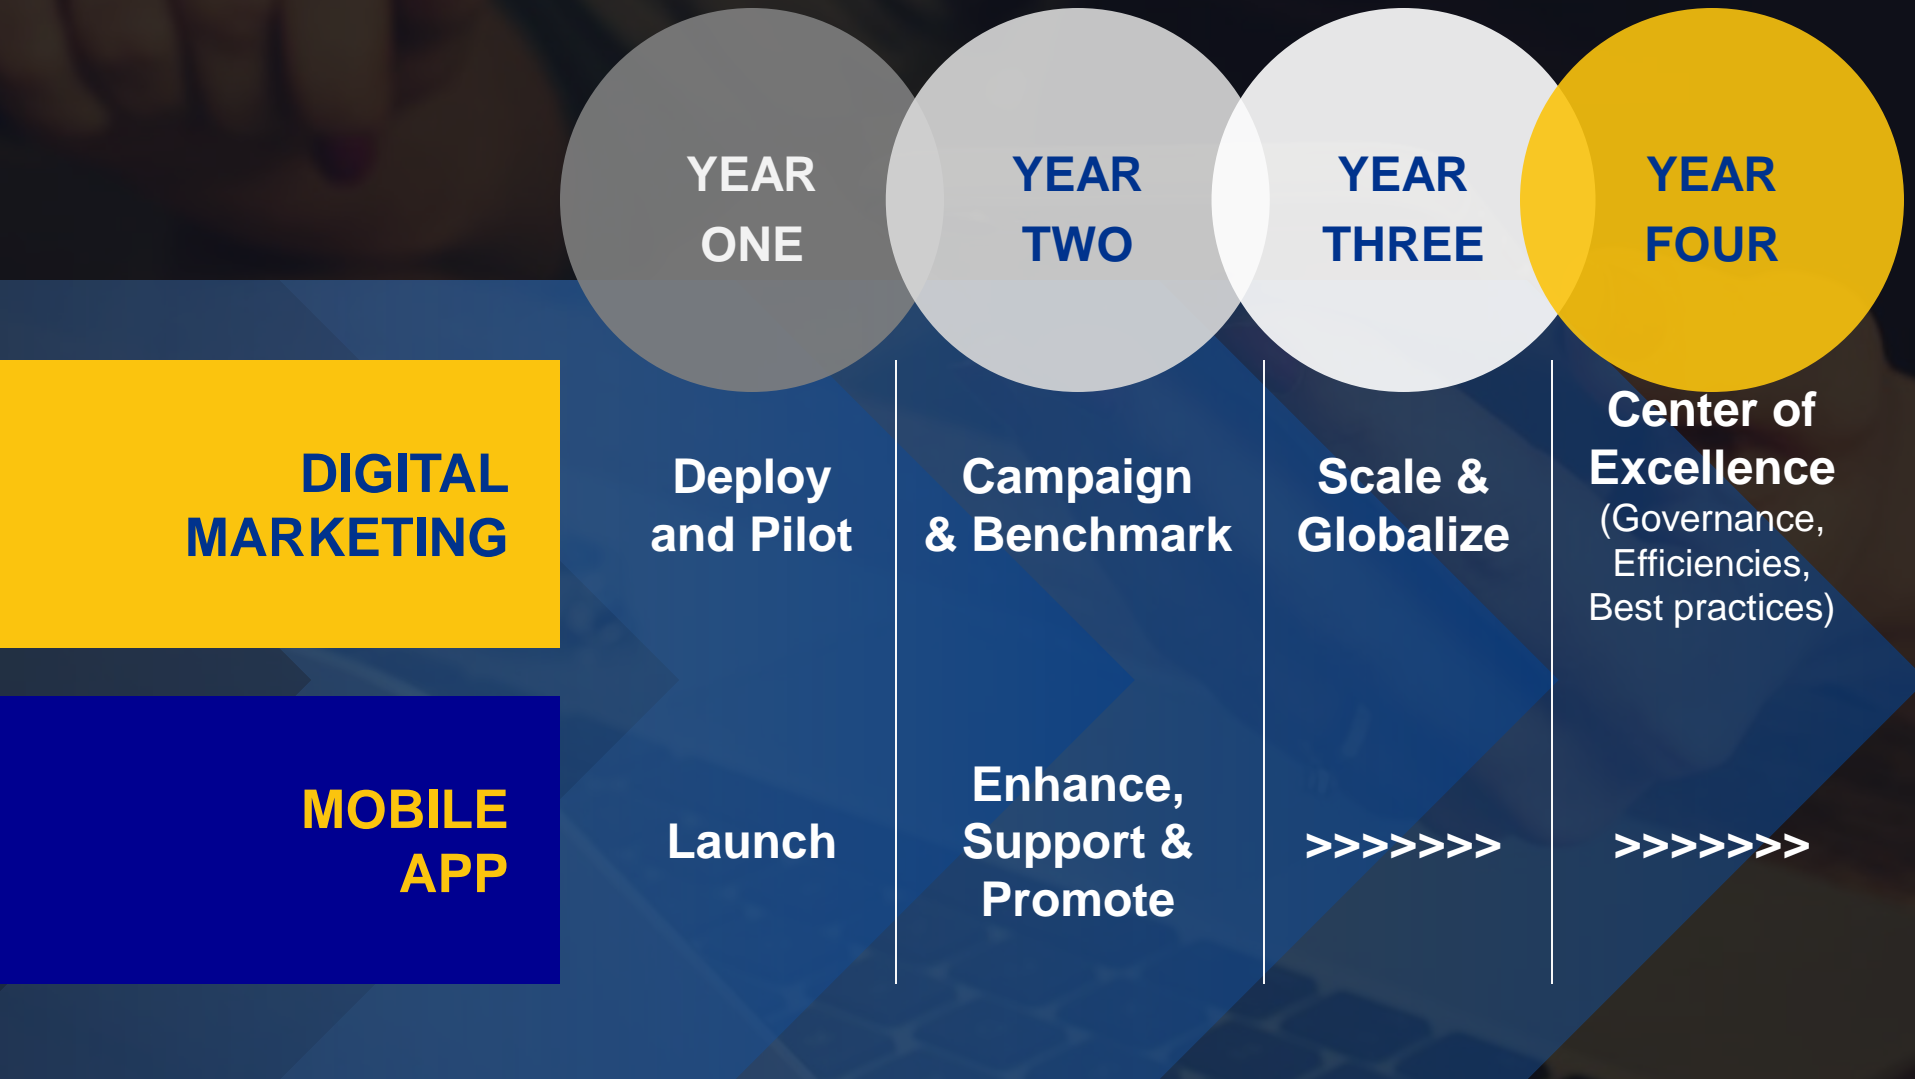 YEAR
ONE
YEAR
TWO
YEAR
THREE
YEAR
FOUR
DIGITAL
MARKETING
Deploy
and Pilot
Campaign
& Benchmark
Scale &
Globalize
Center of
Excellence
(Governance,
Efficiencies,
Best practices)
MOBILE
APP
Launch
Enhance,
Support &
Promote
>>>>>>>
>>>>>>>